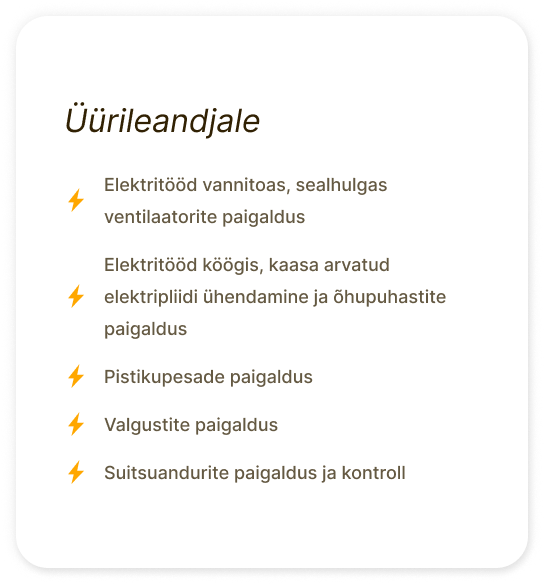 Üürileandjale
Elektritööd vannitoas, sealhulgas
ventilaatorite paigaldus
Elektritööd köögis, kaasa arvatud
elektripliidi ühendamine ja õhupuhastite
paigaldus
Pistikupesade paigaldus
Valgustite paigaldus
Suitsuandurite paigaldus ja kontroll